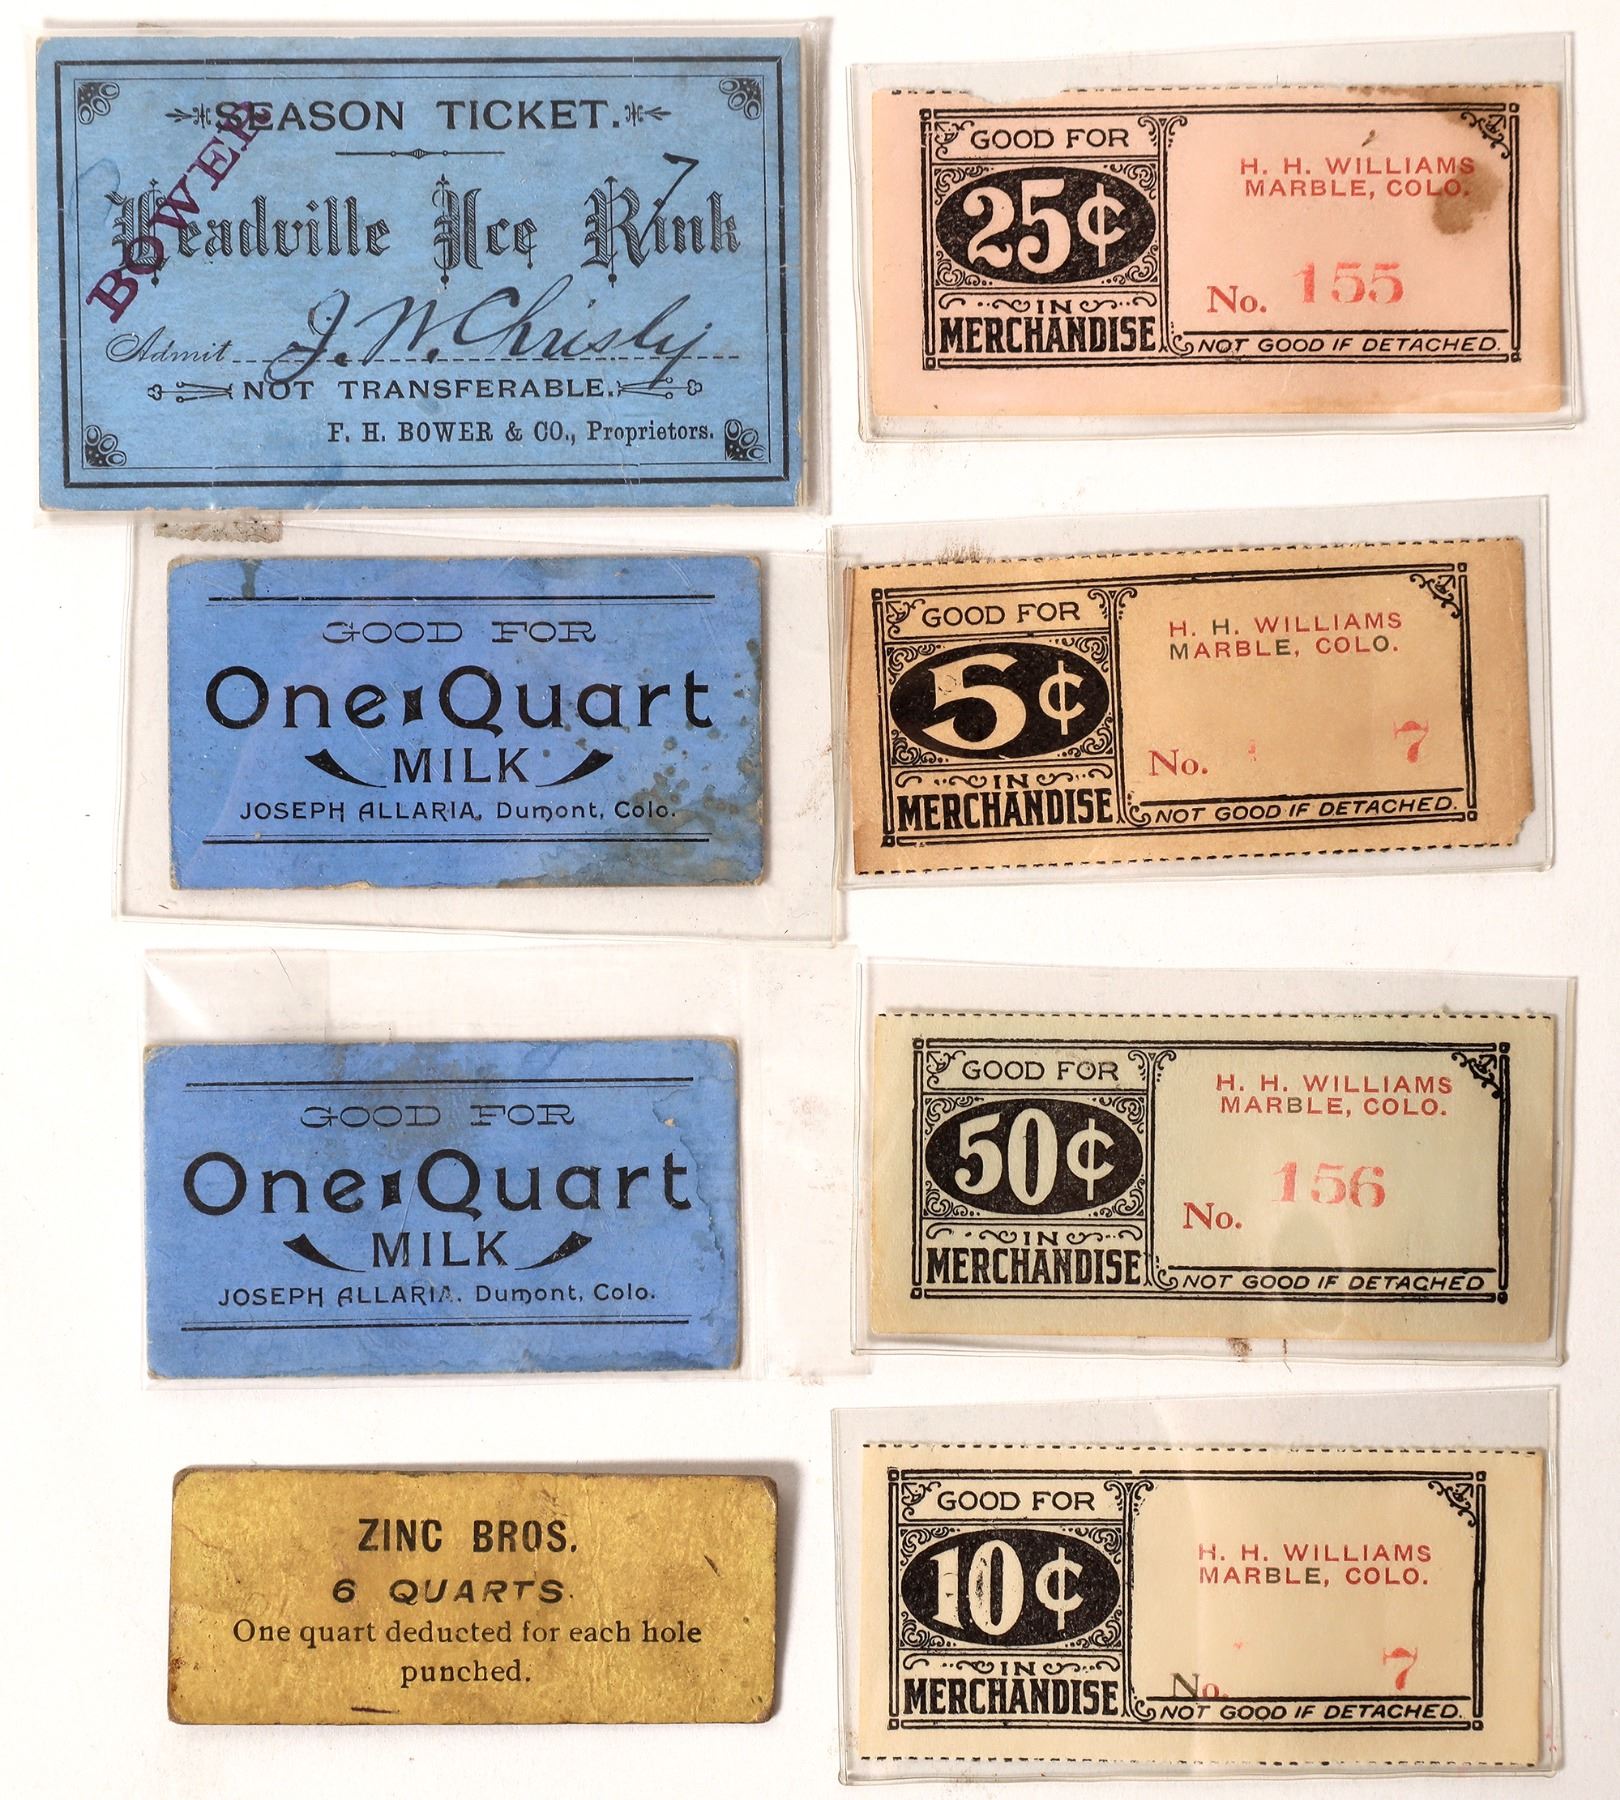 SEASON TICKET.
BOWER
7
Leadville Ice Rink
Admit J. W. Chrisly
NOT TRANSFERABLE.
F. H. BOWER & CO., Proprietors.
GOOD FOR
One Quart
MILK
JOSEPH ALLARIA, Dumont, Colo.
GOOD FOR
One Quart
MILK
JOSEPH ALLARIA. Dumont, Colo.
ZINC BROS.
6 QUARTS.
One quart deducted for each hole
punched.
GOOD FOR
25¢
IN
MERCHANDISE
H. H. WILLIAMS
MARBLE, COLO.
No. 155
NOT GOOD IF DETACHED.
GOOD FOR
5¢
IN
MERCHANDISE
H. H. WILLIAMS
MARBLE, COLO.
No. 7
NOT GOOD IF DETACHED.
GOOD FOR
50¢
IN
MERCHANDISE
H. H. WILLIAMS
MARBLE, COLO.
No. 156
NOT GOOD IF DETACHED
GOOD FOR
10¢
IN
MERCHANDISE
H. H. WILLIAMS
MARBLE, COLO.
No. 7
NOT GOOD IF DETACHED.